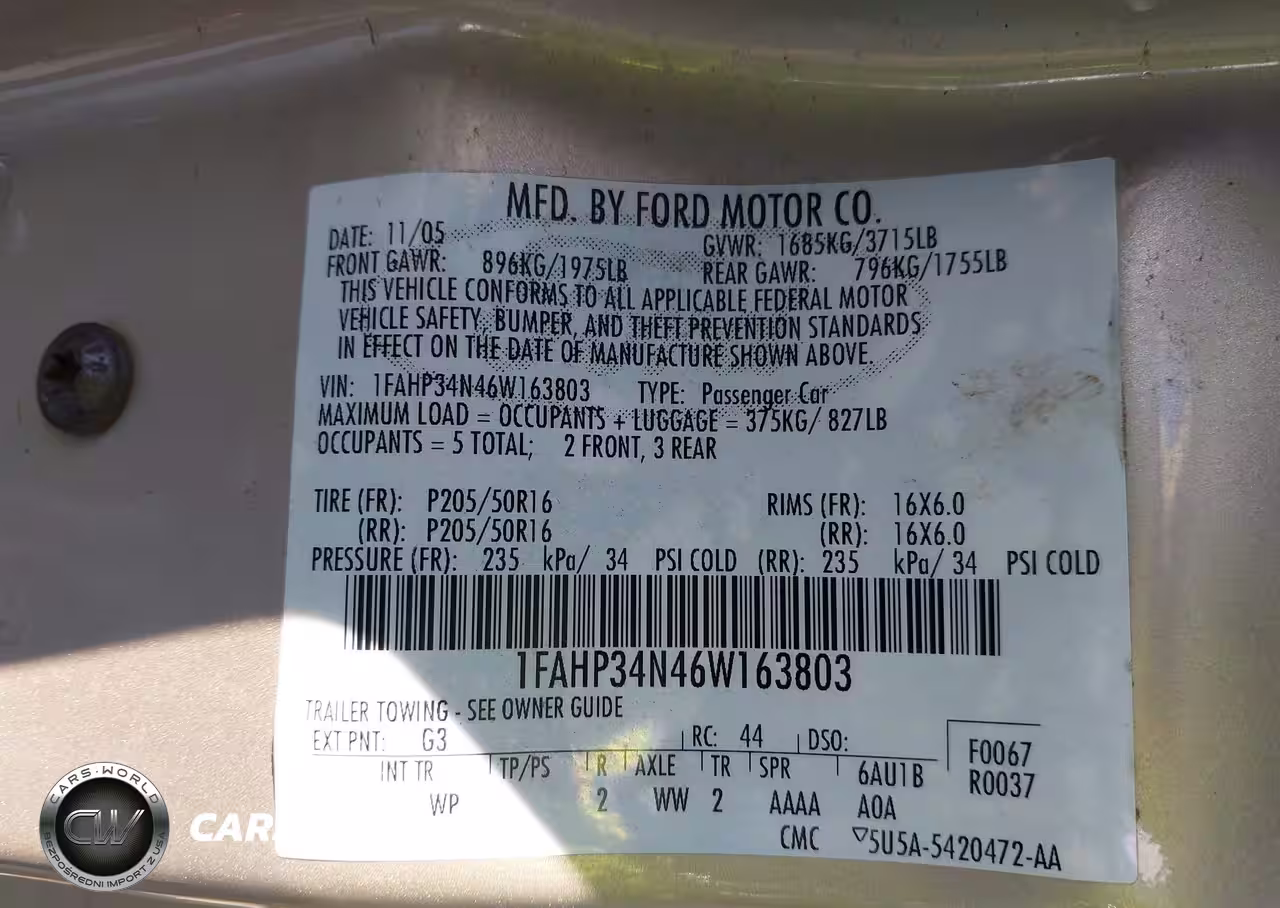 MFD. BY FORD MOTOR CO.
DATE: 11/05 GVWR: 1685KG/3715LB
FRONT GAWR: 896KG/1975LB REAR GAWR: 796KG/1755LB
THIS VEHICLE CONFORMS TO ALL APPLICABLE FEDERAL MOTOR
VEHICLE SAFETY, BUMPER, AND THEFT PREVENTION STANDARDS
IN EFFECT ON THE DATE OF MANUFACTURE SHOWN ABOVE.
VIN: 1FAHP34N46W163803 TYPE: Passenger Car
MAXIMUM LOAD = OCCUPANTS + LUGGAGE = 375KG/ 827LB
OCCUPANTS = 5 TOTAL; 2 FRONT, 3 REAR
TIRE (FR): P205/50R16 RIMS (FR): 16X6.0
(RR): P205/50R16 (RR): 16X6.0
PRESSURE (FR): 235 kPa/ 34 PSI COLD (RR): 235 kPa/ 34 PSI COLD
1FAHP34N46W163803
TRAILER TOWING - SEE OWNER GUIDE
EXT PNT: G3 RC: 44 DSO: F0067
INT TR TP/PS R AXLE TR SPR 6AU1B R0037
WP 2 WW 2 AAAA A0A
CMC ▽5U5A-5420472-AA
CARS-WORLD
CW
BEZPOŚREDNI IMPORT Z USA
CAR